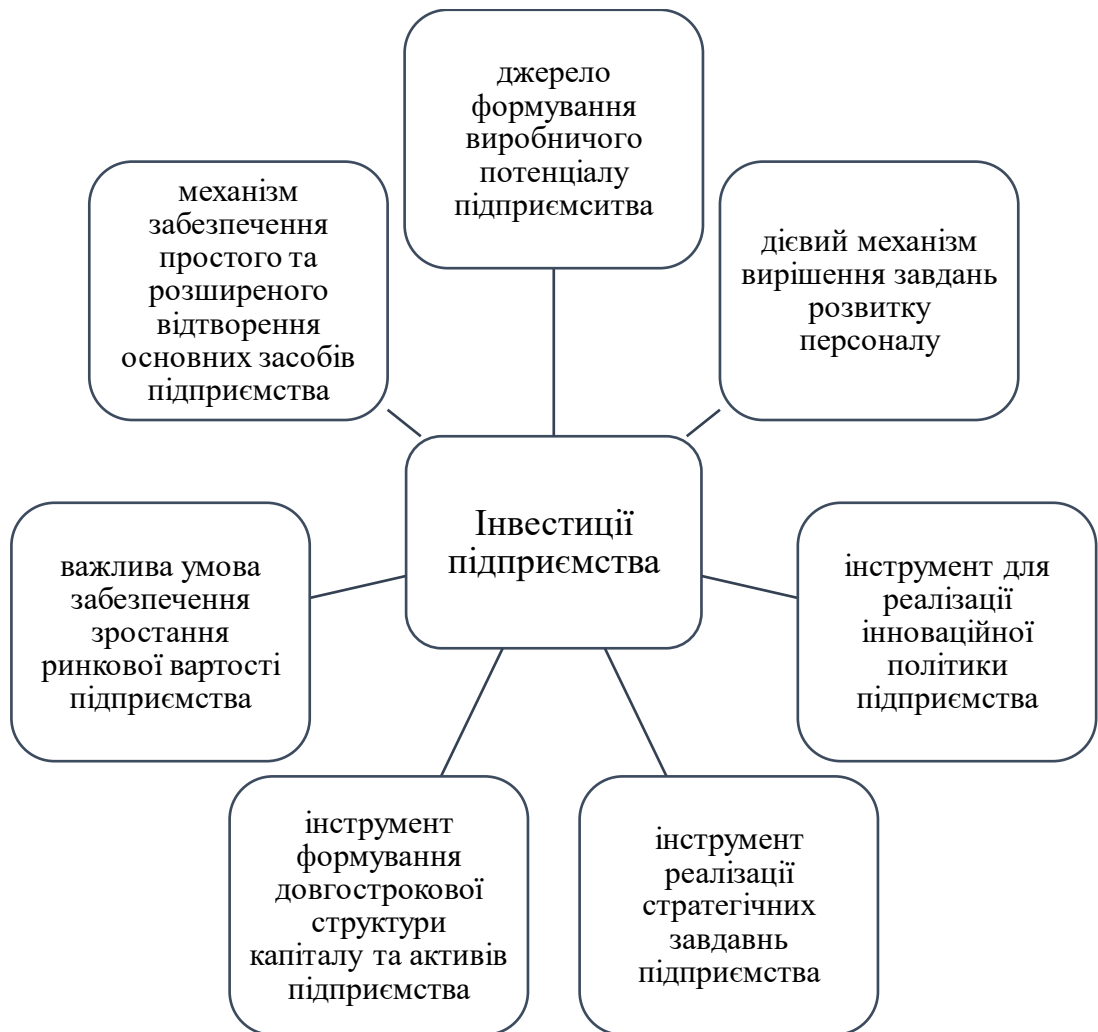 джерело
формування
виробничого
потенціалу
підприємситва
механізм
забезпечення
простого та
розширеного
відтворення
основних засобів
підприємства
дієвий механізм
вирішення завдань
розвитку
персоналу
Інвестиції
підприємства
важлива умова
забезпечення
зростання
ринкової вартості
підприємства
інструмент для
реалізації
інноваційної
політики
підприємства
інструмент
формування
довгострокової
структури
капіталу та активів
підприємства
інструмент
реалізації
стратегічних
завдавнь
підприємства